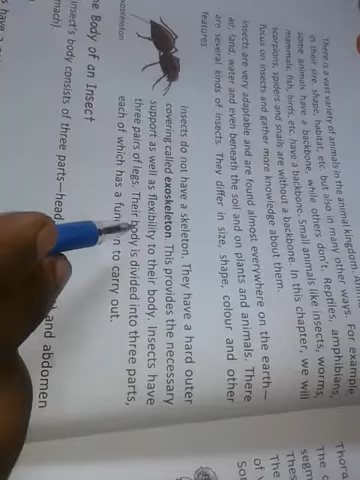 There is a vast variety of animals in the animal kingdom.
in their size, shape, habitat, etc. but also in many other ways. For example,
some animals have a backbone, while others don't. Reptiles, amphibians,
mammals, fish, birds, etc. have a backbone. Small animals like insects, worms,
scorpions, spiders and snails are without a backbone. In this chapter, we will
focus on insects and gather more knowledge about them.
Insects are very adaptable and are found almost everywhere on the earth—
air, land, water and even beneath the soil and on plants and animals. There
are several kinds of insects. They differ in size, shape, colour and other
features
Insects do not have a skeleton. They have a hard outer
covering called exoskeleton. This provides the necessary
support as well as flexibility to their body. Insects have
three pairs of legs. Their body is divided into three parts,
each of which has a to carry out.
exoskeleton
he Body of an Insect
insect's body consists of three parts—head and abdomen
mach)
Thora
The c
segm
Thes
The
of
So